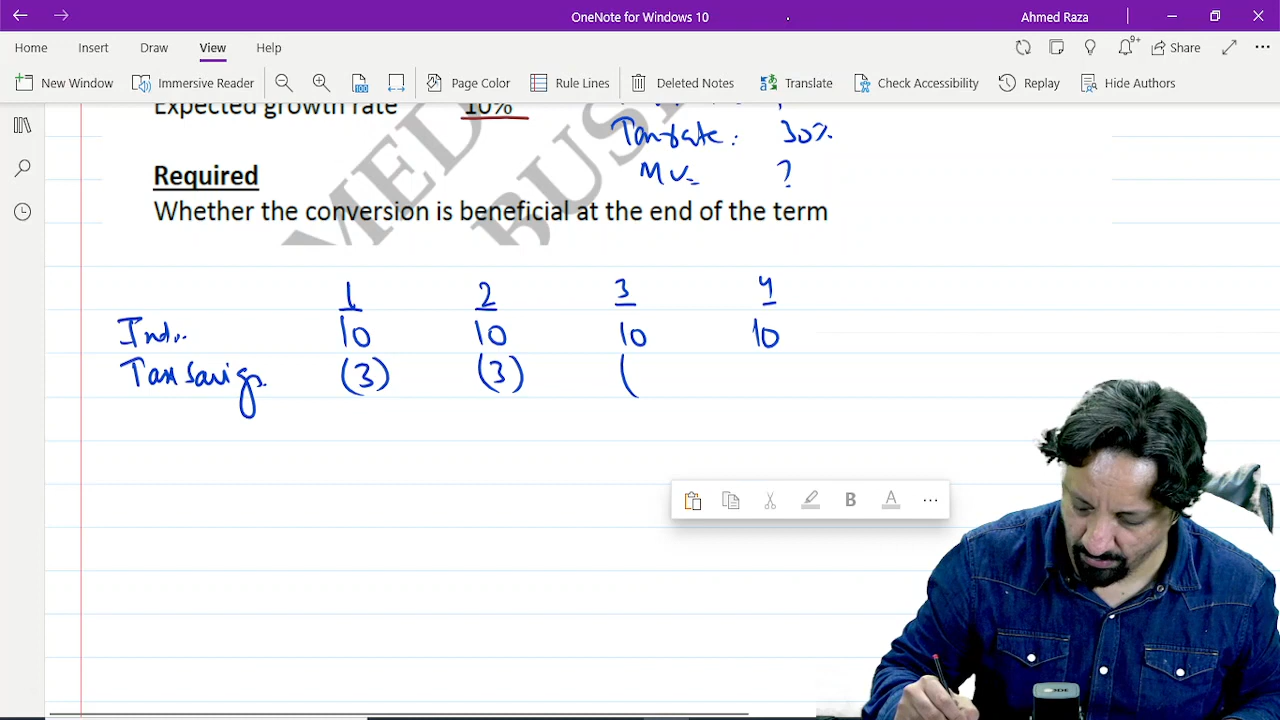 OneNote for Windows 10
Ahmed Raza
Home Insert Draw View Help
9+ Share
New Window Immersive Reader 100 Page Color Rule Lines Deleted Notes Translate Check Accessibility Replay Hide Authors
Expected growth rate 10%
Tax rate : 30%
MV= ?
Required
Whether the conversion is beneficial at the end of the term
1 2 3 4
Int. 10 10 10 10
Tax Savigs. (3) (3) (
B A